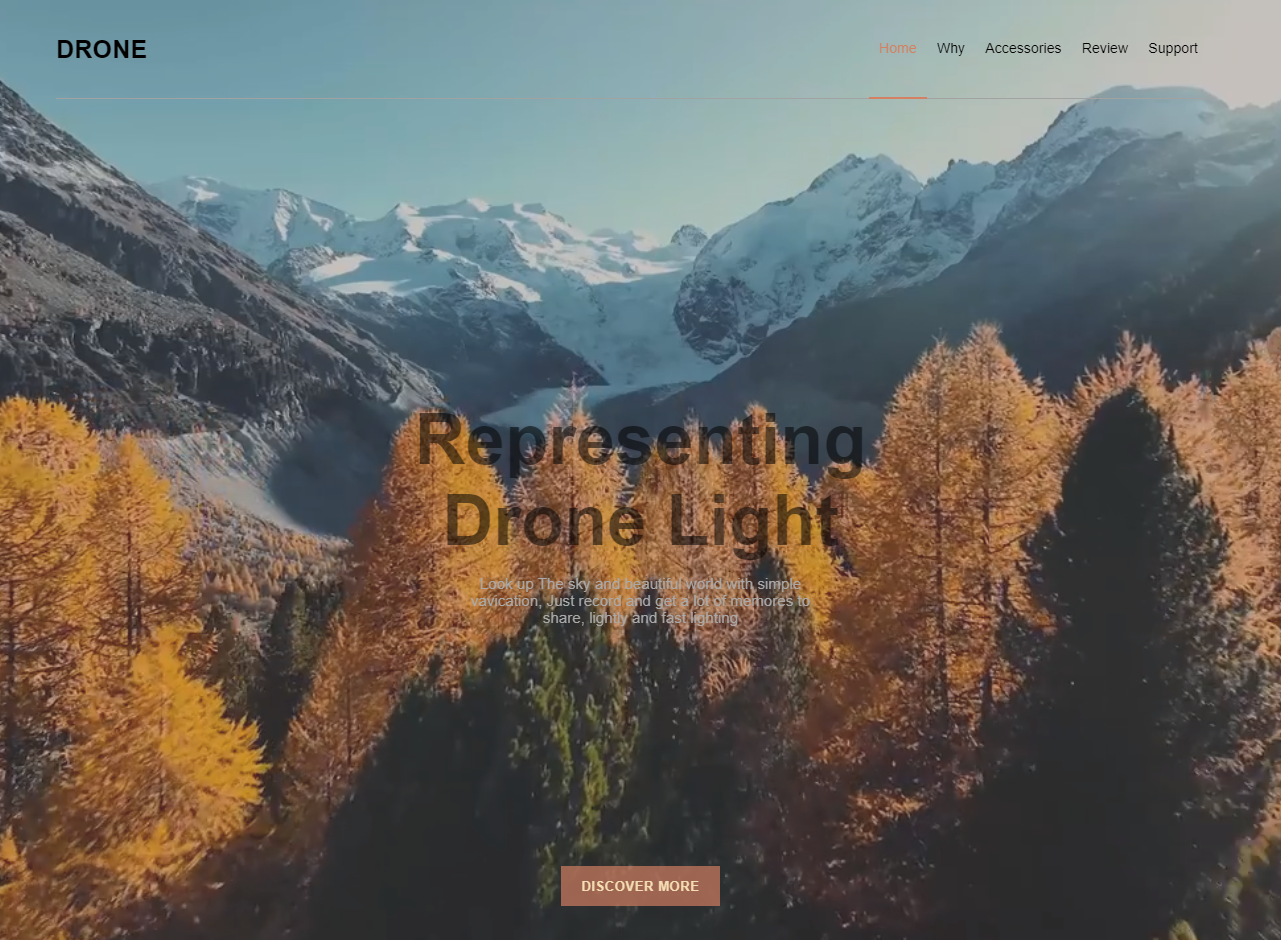 DRONE
Home Why Accessories Review Support
Representing
Drone Light
Look up The sky and beautiful world with simple
vavication, Just record and get a lot of memores to
share, lightly and fast lighting
DISCOVER MORE